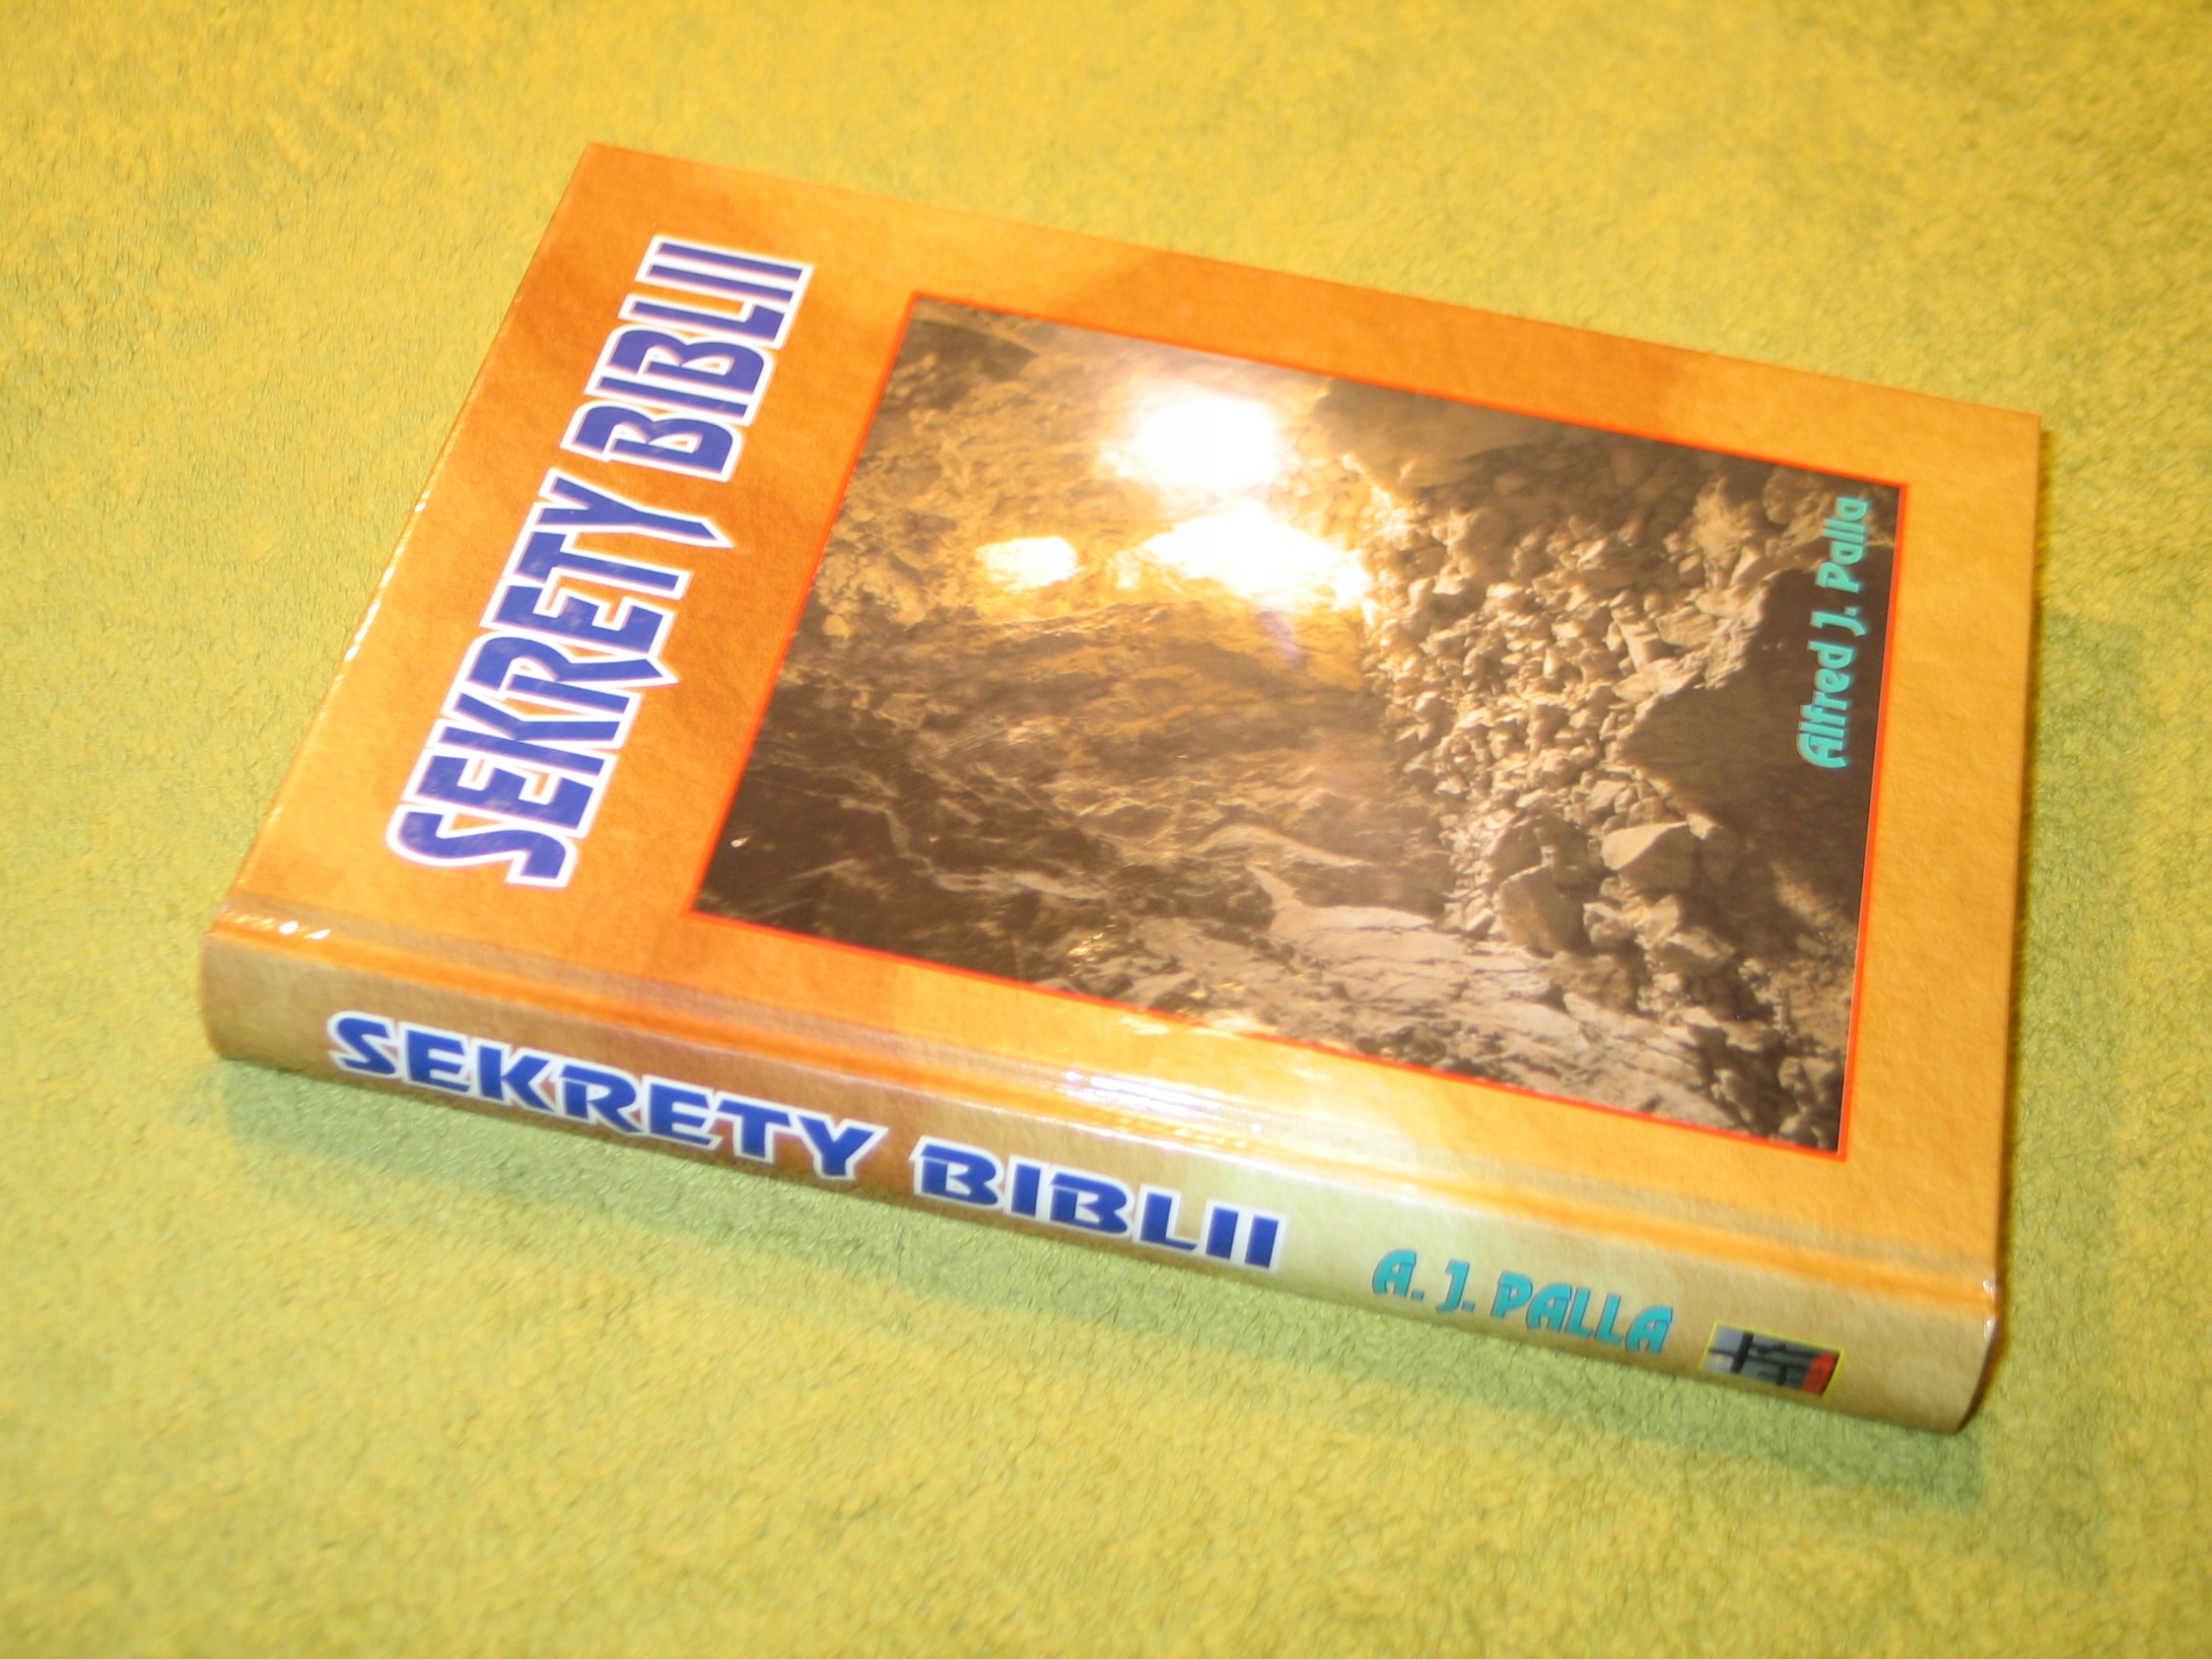 SEKRETY BIBLII
Alfred J. Palla
SEKRETY BIBLII
A. J. PALLA